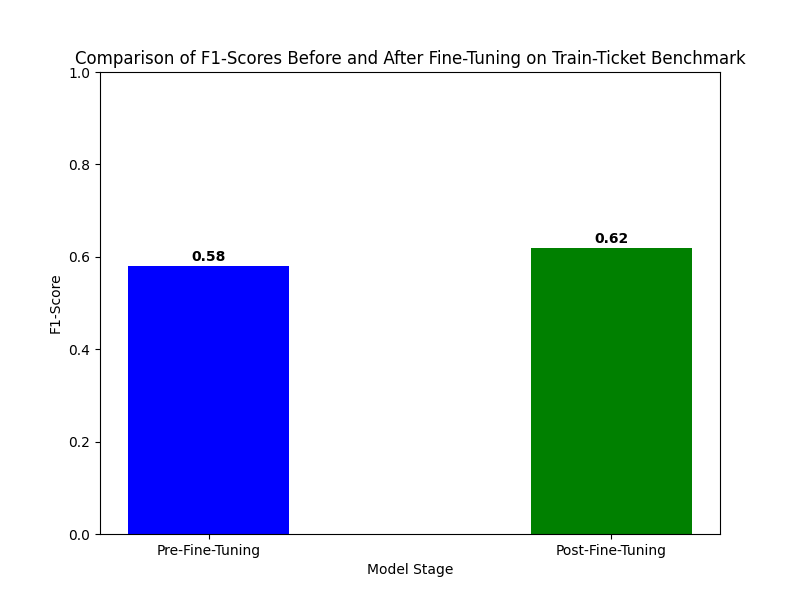 Comparison of F1-Scores Before and After Fine-Tuning on Train-Ticket Benchmark
1.0
0.8
0.6
0.4
0.2
0.0
F1-Score
0.58
0.62
Pre-Fine-Tuning
Post-Fine-Tuning
Model Stage